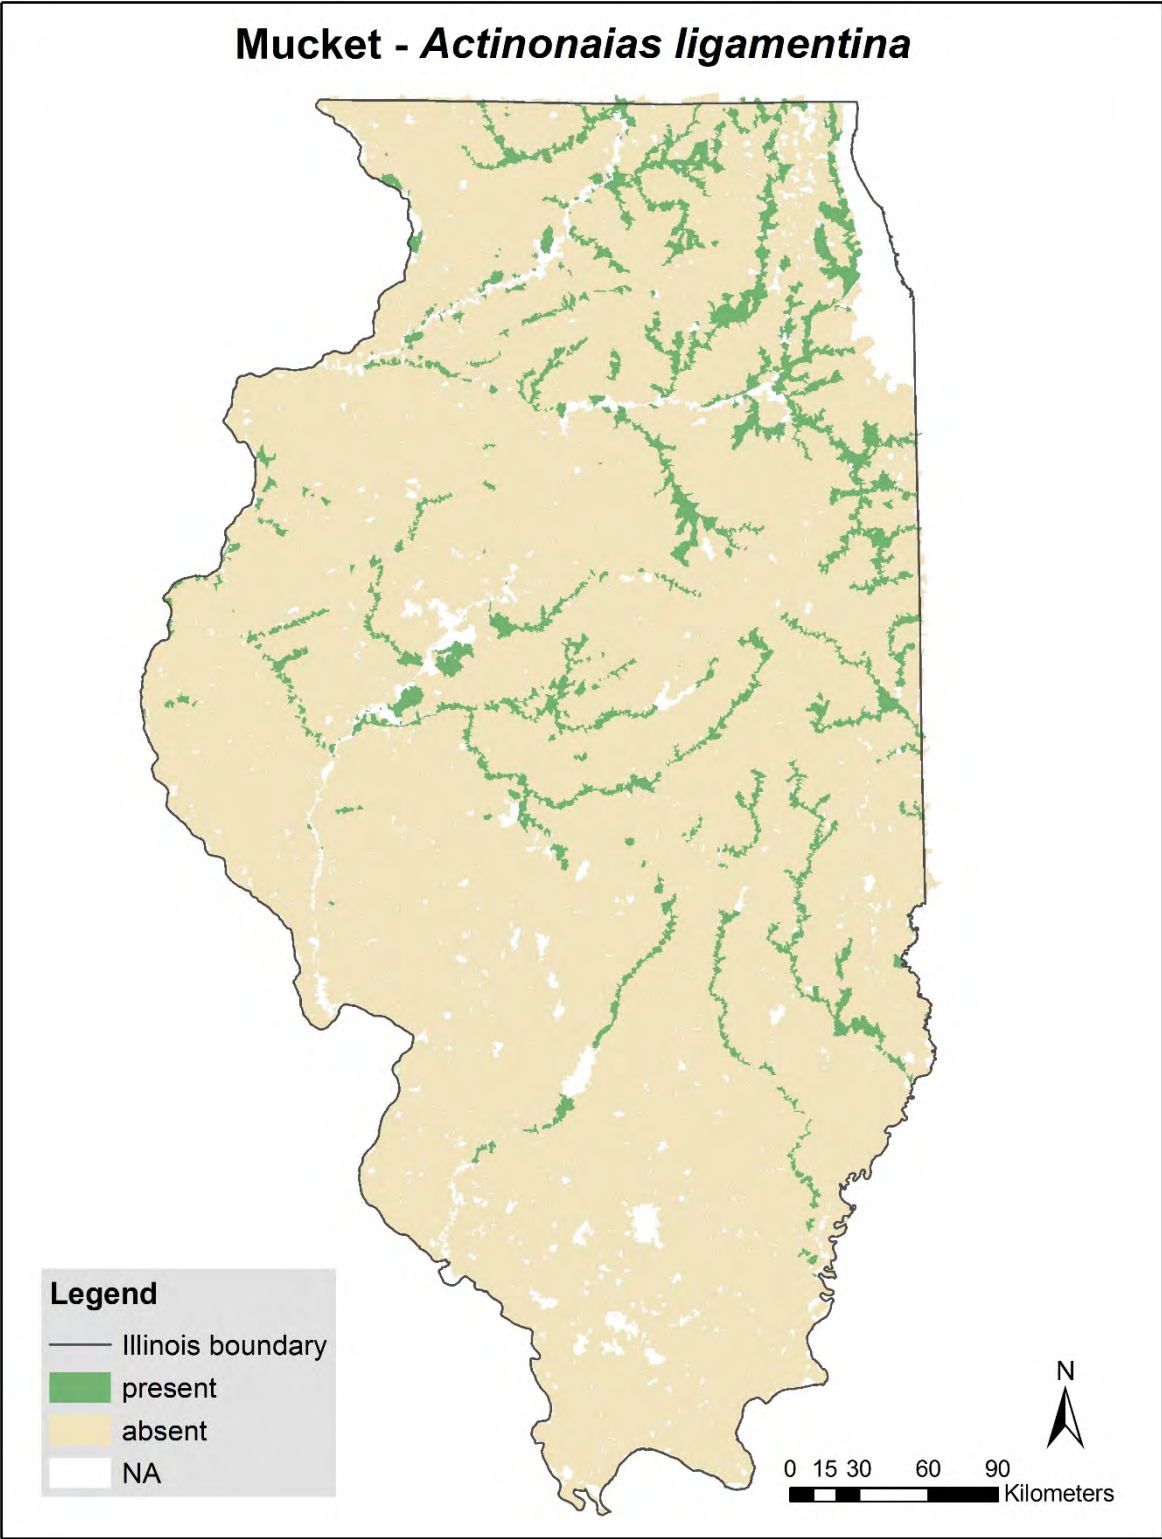 Mucket - Actinonaias ligamentina
Legend
Illinois boundary
present
absent
NA
N
0 15 30 60 90
Kilometers